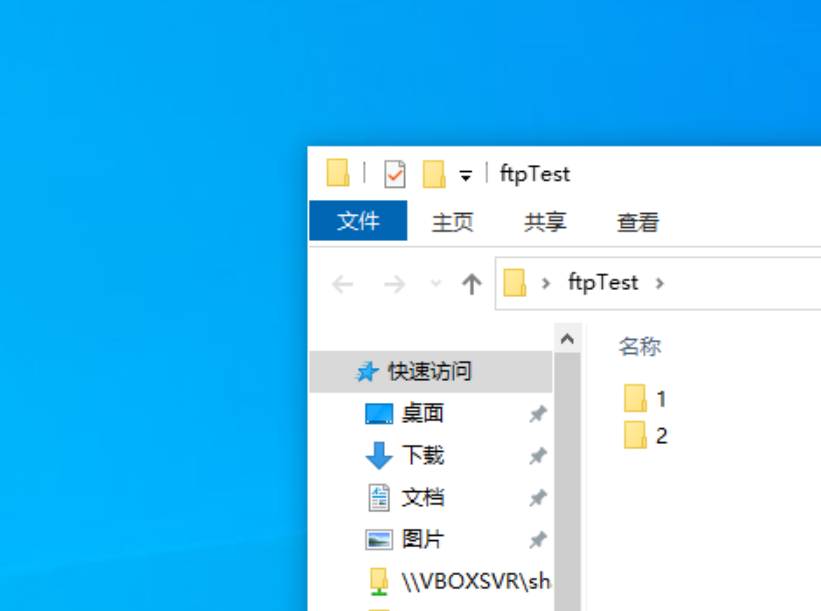 ftpTest
文件 主页 共享 查看
ftpTest
名称
快速访问
1
桌面
2
下载
文档
图片
\\VBOXSVR\sh